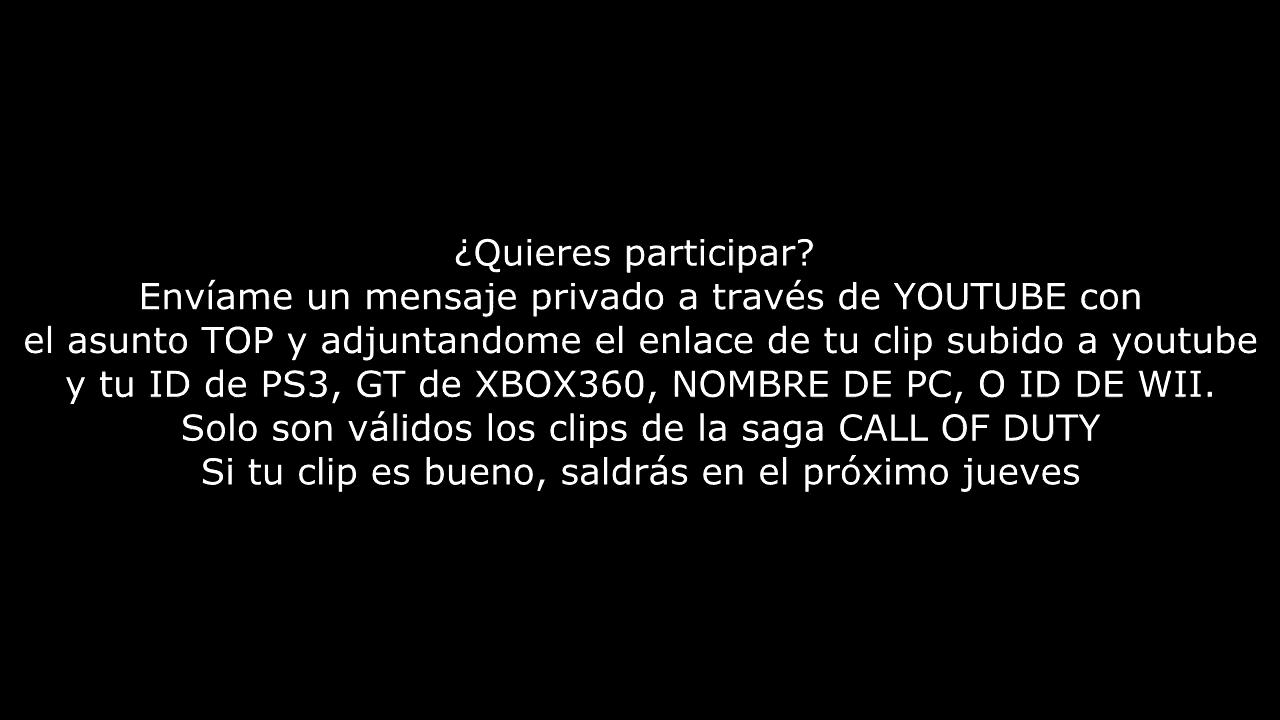 ¿Quieres participar?
Envíame un mensaje privado a través de YOUTUBE con
el asunto TOP y adjuntandome el enlace de tu clip subido a youtube
y tu ID de PS3, GT de XBOX360, NOMBRE DE PC, O ID DE WII.
Solo son válidos los clips de la saga CALL OF DUTY
Si tu clip es bueno, saldrás en el próximo jueves